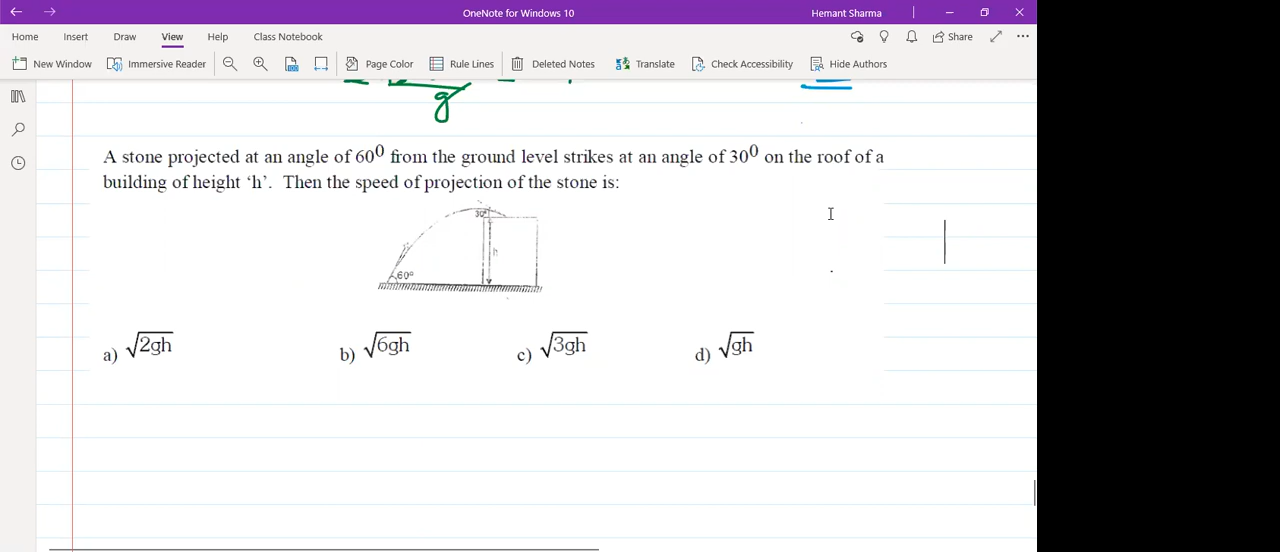 OneNote for Windows 10
Hemant Sharma
Home Insert Draw View Help Class Notebook Share
New Window Immersive Reader Page Color Rule Lines Deleted Notes Translate Check Accessibility Hide Authors
g
A stone projected at an angle of 60⁰ from the ground level strikes at an angle of 30⁰ on the roof of a
building of height ‘h’. Then the speed of projection of the stone is:
30°
h
60°
a) √2gh b) √6gh c) √3gh d) √gh